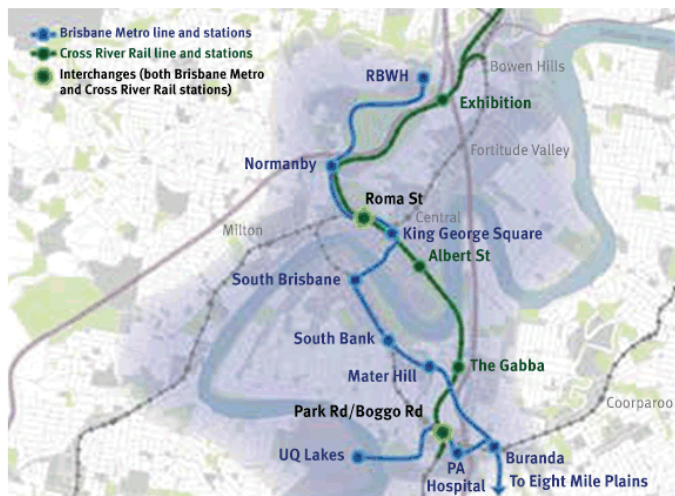 Brisbane Metro line and stations
Cross River Rail line and stations
Interchanges (both Brisbane Metro
and Cross River Rail stations)
RBWH
Bowen Hills
Exhibition
Fortitude Valley
Normanby
Roma St
Central
Milton
King George Square
Albert St
South Brisbane
South Bank
The Gabba
Mater Hill
Coorparoo
Park Rd/Boggo Rd
UQ Lakes
PA
Hospital
Buranda
To Eight Mile Plains